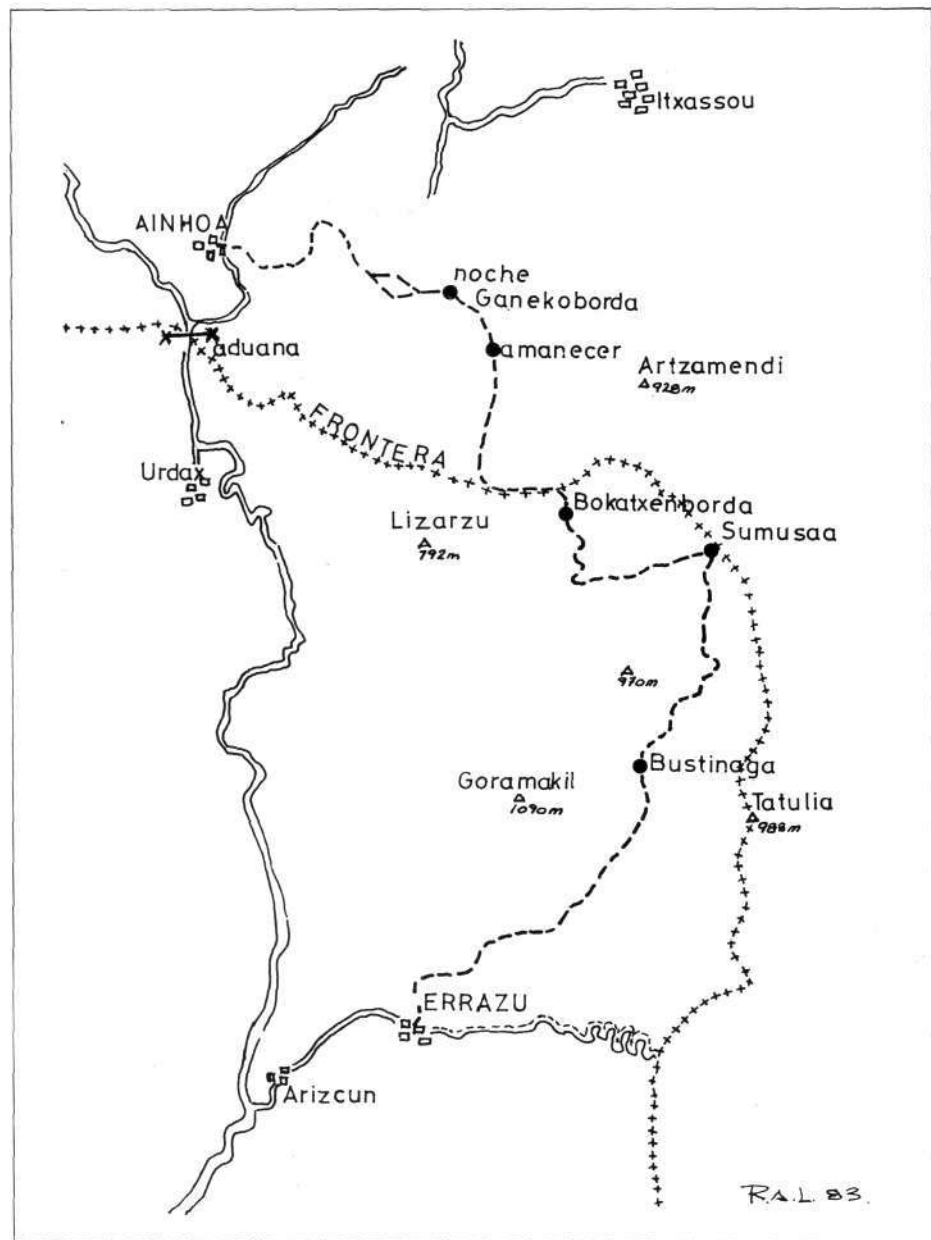 Itxassou
AINHOA
noche
Ganekoborda
aduana
amanecer
Artzamendi
928m
FRONTERA
Urdax
Bokatxenborda
Lizarzu
792m
Sumusaa
970m
Bustinaga
Goramakil
1090m
Tatulia
988m
ERRAZU
Arizcun
R.A.L. 83.